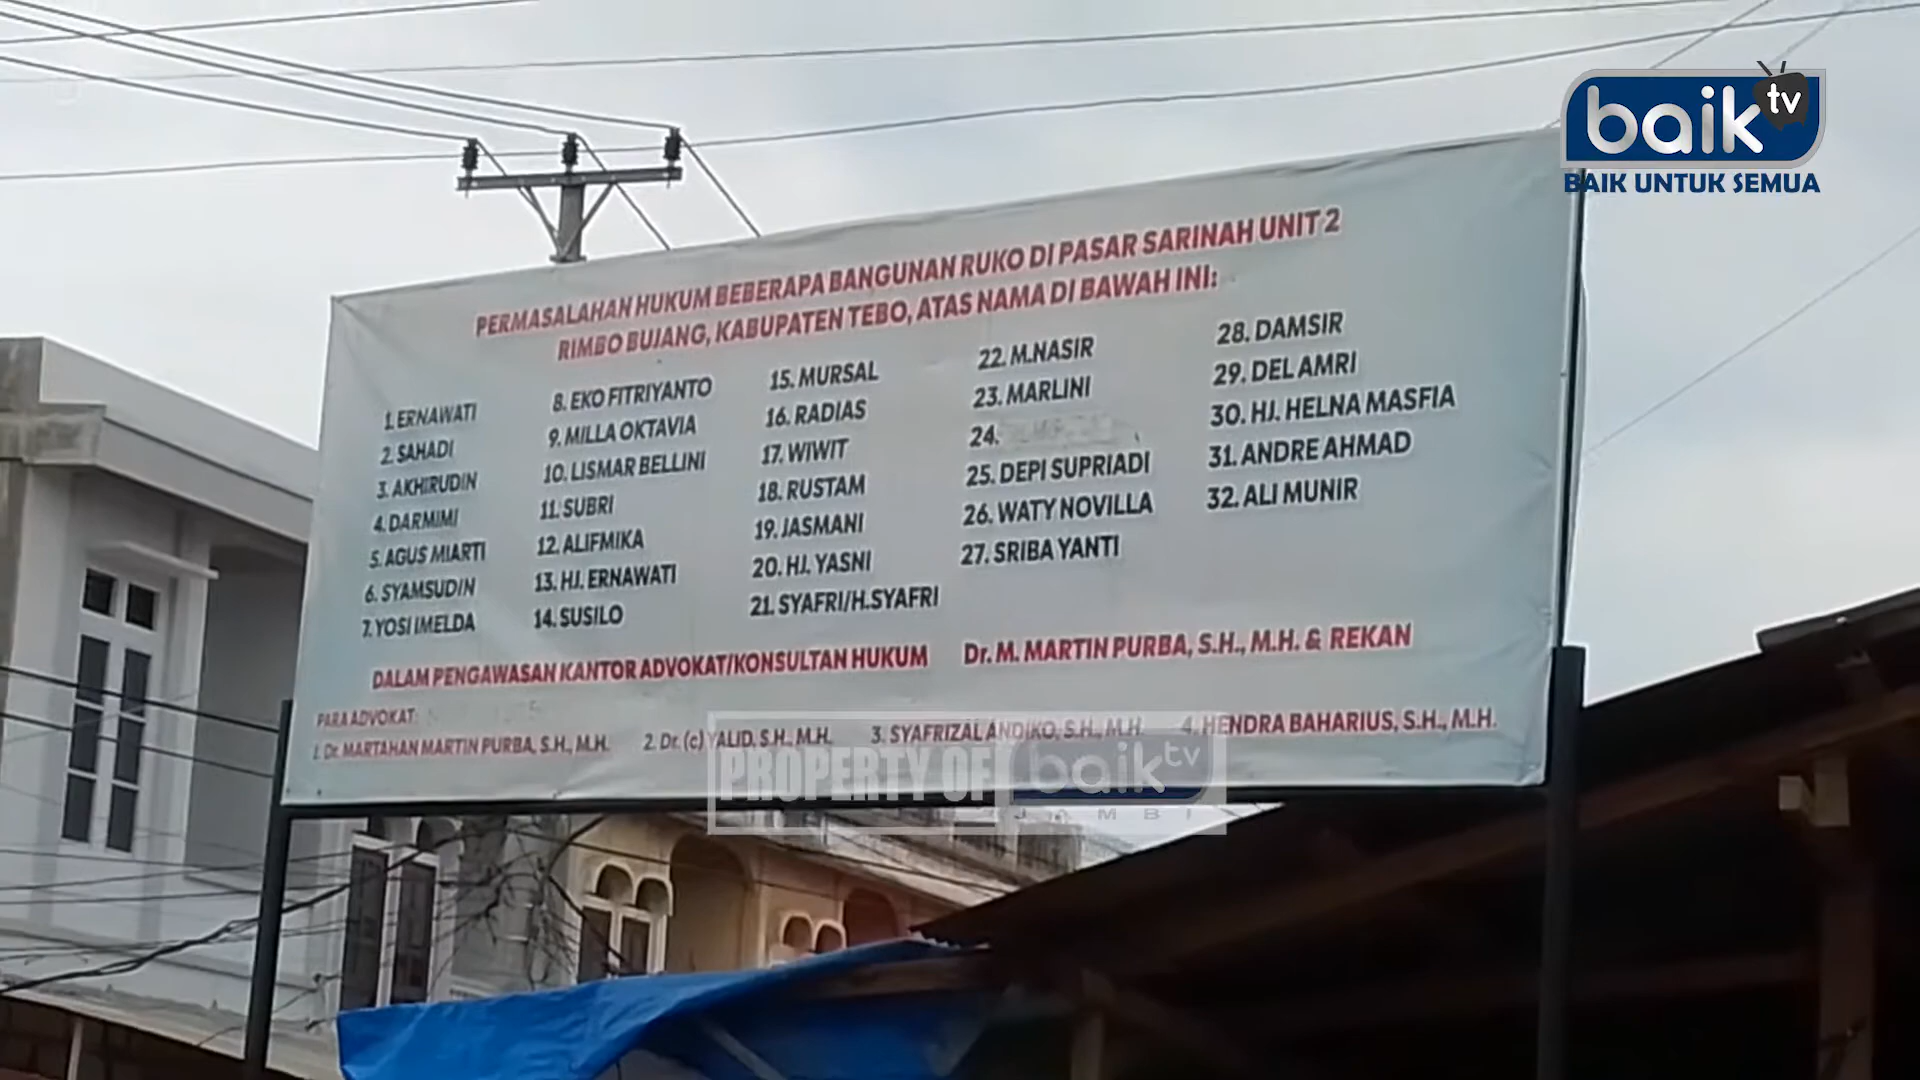 baik tv
BAIK UNTUK SEMUA
PERMASALAHAN HUKUM BEBERAPA BANGUNAN RUKO DI PASAR SARINAH UNIT 2
RIMBO BUJANG, KABUPATEN TEBO, ATAS NAMA DI BAWAH INI:
1. ERNAWATI
2. SAHADI
3. AKHIRUDIN
4. DARMIMI
5. AGUS MIARTI
6. SYAMSUDIN
7. YOSI IMELDA
8. EKO FITRIYANTO
9. MILLA OKTAVIA
10. LISMAR BELLINI
11. SUBRI
12. ALIFMIKA
13. HJ. ERNAWATI
14. SUSILO
15. MURSAL
16. RADIAS
17. WIWIT
18. RUSTAM
19. JASMANI
20. HJ. YASNI
21. SYAFRI/H.SYAFRI
22. M.NASIR
23. MARLINI
24.
25. DEPI SUPRIADI
26. WATY NOVILLA
27. SRIBA YANTI
28. DAMSIR
29. DEL AMRI
30. HJ. HELNA MASFIA
31. ANDRE AHMAD
32. ALI MUNIR
DALAM PENGAWASAN KANTOR ADVOKAT/KONSULTAN HUKUM Dr. M. MARTIN PURBA, S.H., M.H. & REKAN
PARA ADVOKAT:
1. Dr. MARTAHAN MARTIN PURBA, S.H., M.H. 2. Dr. (c) YALID, S.H., M.H. 3. SYAFRIZAL ANDIKO, S.H., M.H. 4. HENDRA BAHARIUS, S.H., M.H.
PROPERTY OF baik tv
JAMBI